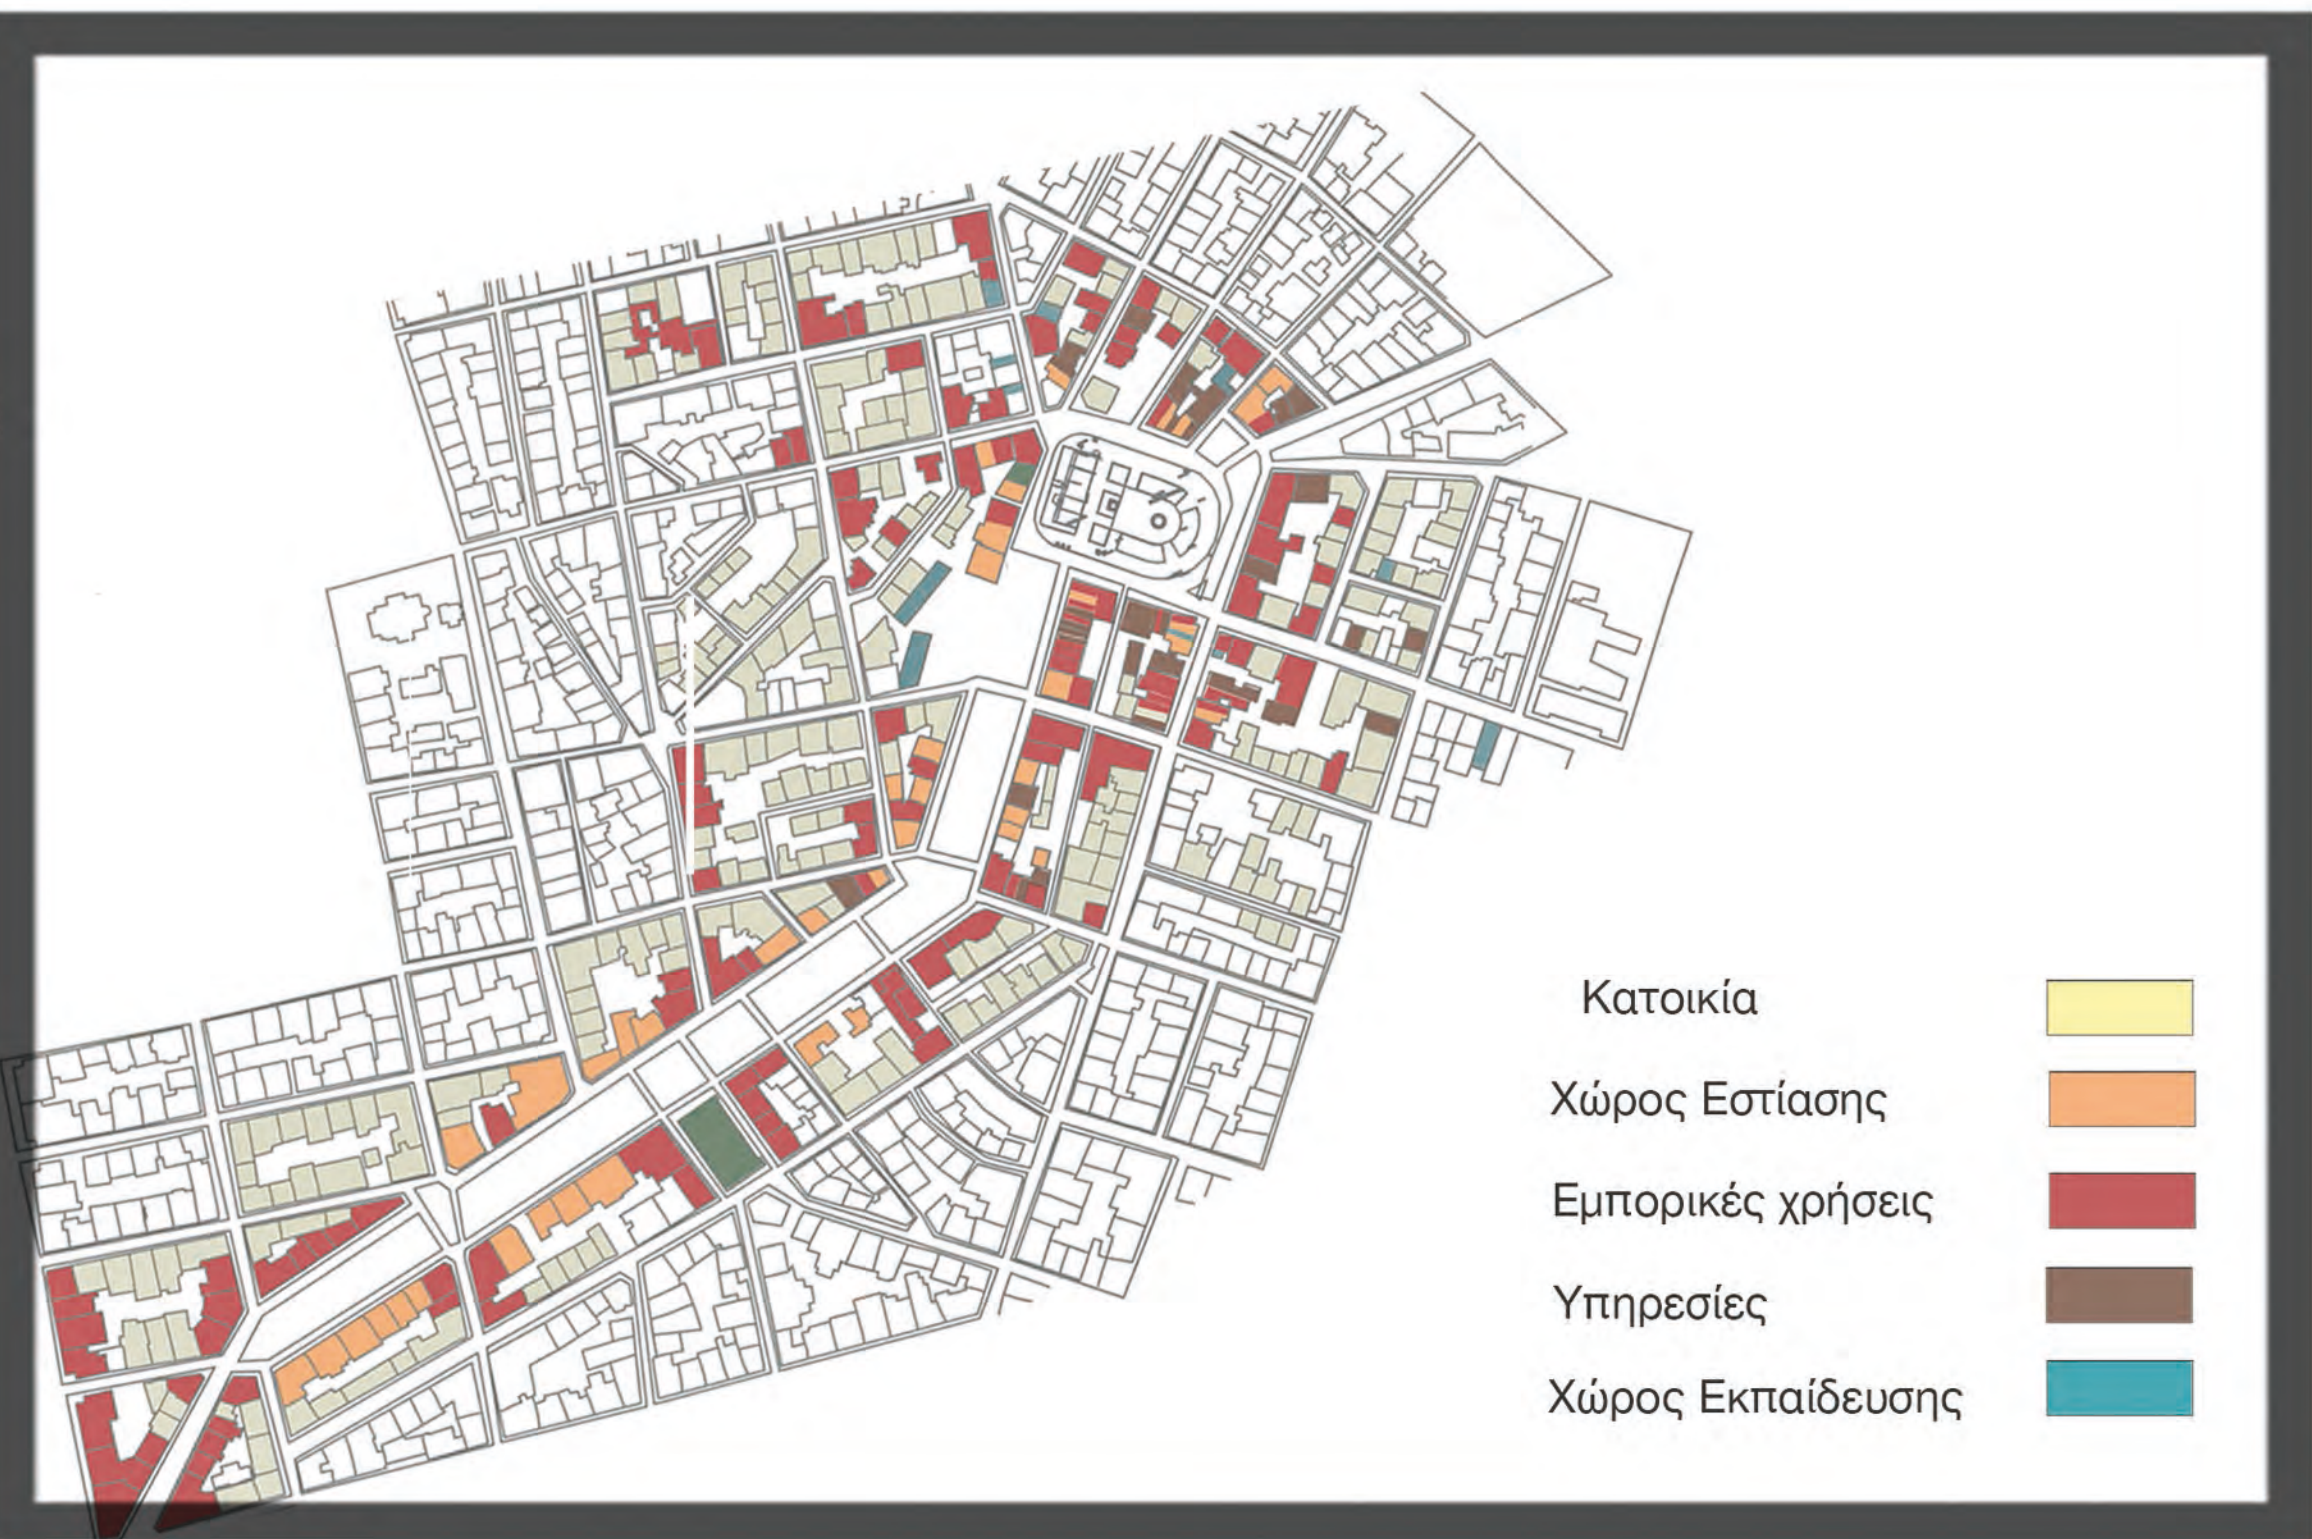 Κατοικία
Χώρος Εστίασης
Εμπορικές χρήσεις
Υπηρεσίες
Χώρος Εκπαίδευσης